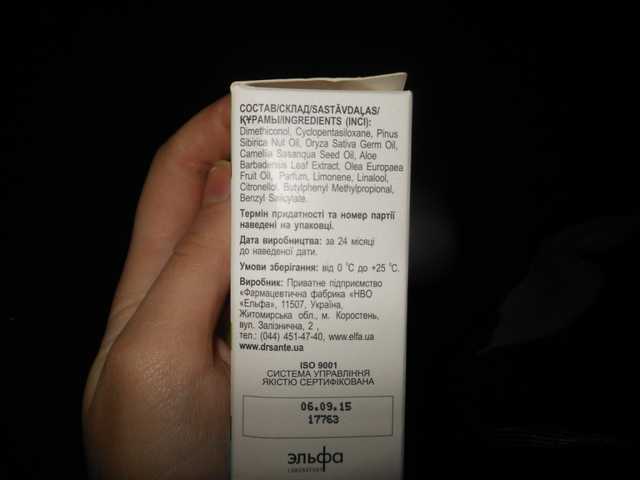 СОСТАВ/СКЛАД/SASTĀVDAĻAS/
ҚҰРАМЫ/INGREDIENTS (INCI):
Dimethiconol, Cyclopentasiloxane, Pinus
Sibirica Nut Oil, Oryza Sativa Germ Oil,
Camellia Sasanqua Seed Oil, Aloe
Barbadensis Leaf Extract, Olea Europaea
Fruit Oil, Parfum, Limonene, Linalool,
Citronellol, Butylphenyl Methylpropional,
Benzyl Salicylate.
Термін придатності та номер партії
наведені на упаковці.
Дата виробництва: за 24 місяці
до наведеної дати.
Умови зберігання: від 0 °С до +25 °С.
Виробник: Приватне підприємство
«Фармацевтична фабрика «НВО
«Ельфа», 11507, Україна,
Житомирська обл., м. Коростень,
вул. Залізнична, 2 ,
тел.: (044) 451-47-40, www.elfa.ua
www.drsante.ua
ISO 9001
СИСТЕМА УПРАВЛІННЯ
ЯКІСТЮ СЕРТИФІКОВАНА
06.09.15
17763
эльфа
LABORATORY